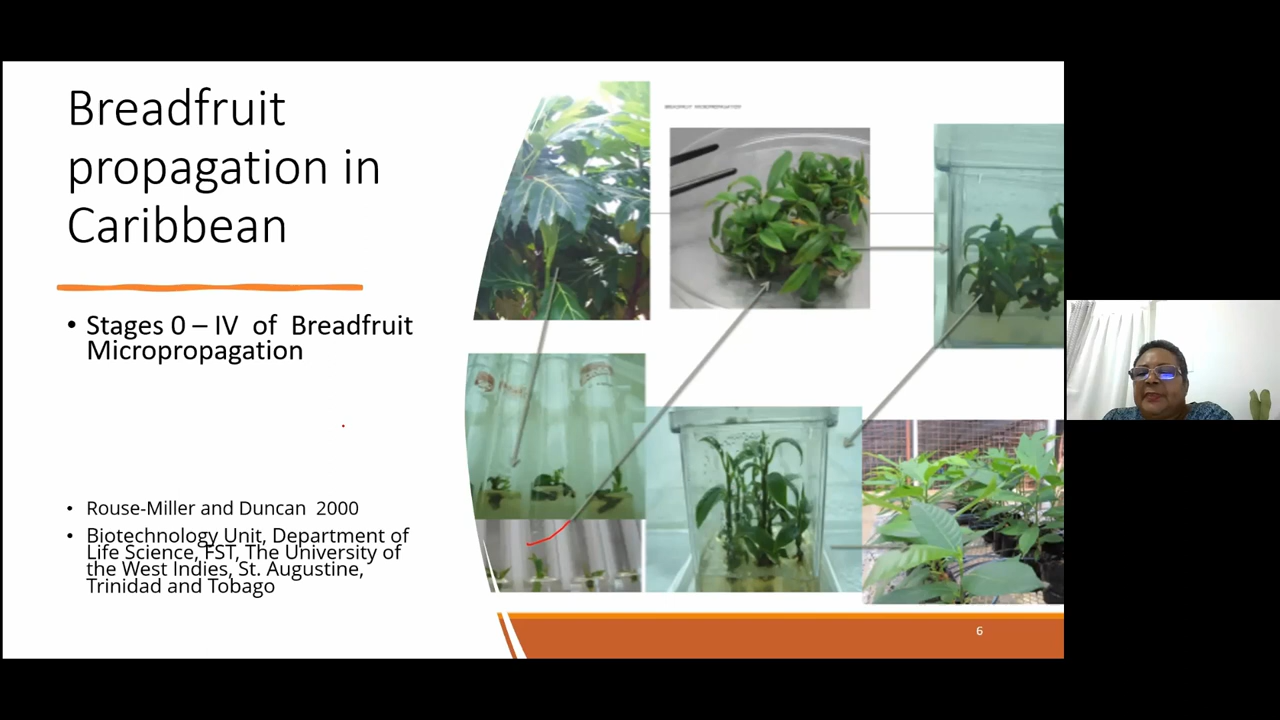 Breadfruit
propagation in
Caribbean
• Stages 0 – IV of Breadfruit
Micropropagation
• Rouse-Miller and Duncan 2000
• Biotechnology Unit, Department of
Life Science, FST, The University of
the West Indies, St. Augustine,
Trinidad and Tobago
BREADFRUIT MICROPROPAGATION
6